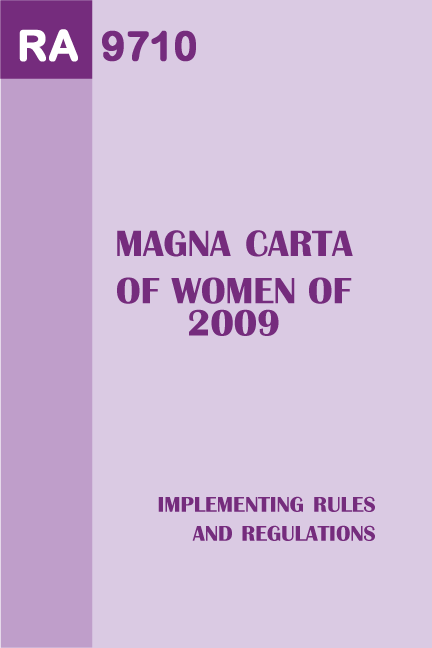 RA 9710
MAGNA CARTA
OF WOMEN OF
2009
IMPLEMENTING RULES
AND REGULATIONS